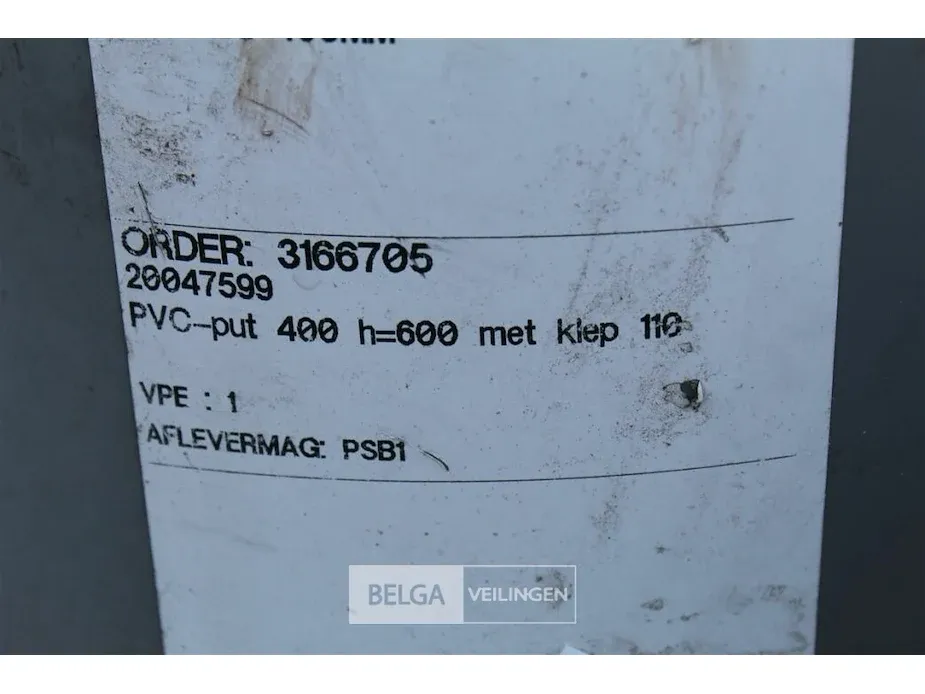 ORDER: 3166705
20047599
PVC-put 400 h=600 met klep 110
VPE : 1
AFLEVERMAG: PSB1
BELGA VEILINGEN